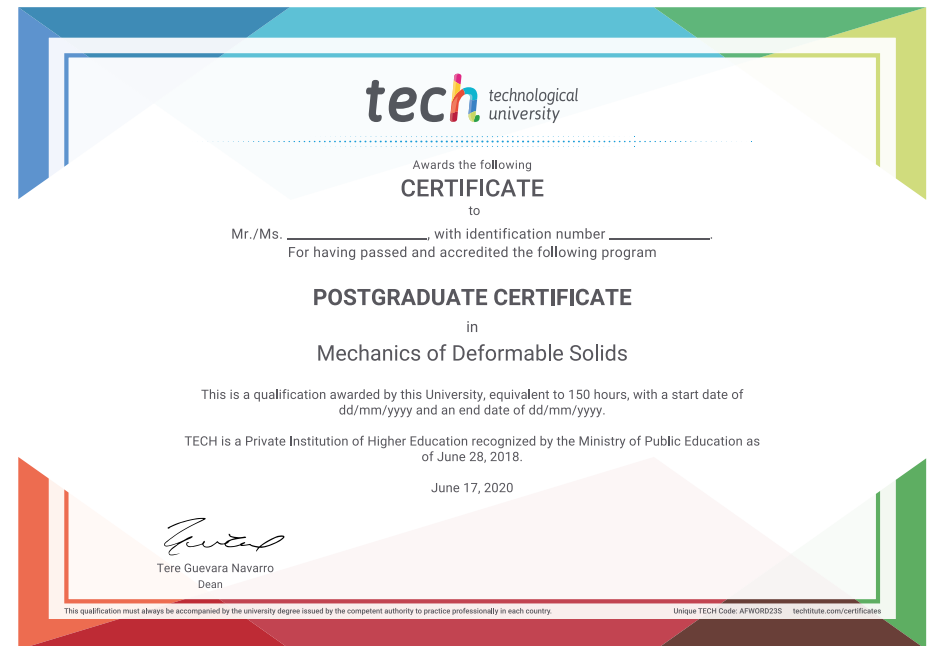 tech technological
university
Awards the following
CERTIFICATE
to
Mr./Ms. ____________________, with identification number ______________.
For having passed and accredited the following program
POSTGRADUATE CERTIFICATE
in
Mechanics of Deformable Solids
This is a qualification awarded by this University, equivalent to 150 hours, with a start date of
dd/mm/yyyy and an end date of dd/mm/yyyy.
TECH is a Private Institution of Higher Education recognized by the Ministry of Public Education as
of June 28, 2018.
June 17, 2020
Tere Guevara Navarro
Dean
This qualification must always be accompanied by the university degree issued by the competent authority to practice professionally in each country.
Unique TECH Code: AFWORD23S techtitute.com/certificates